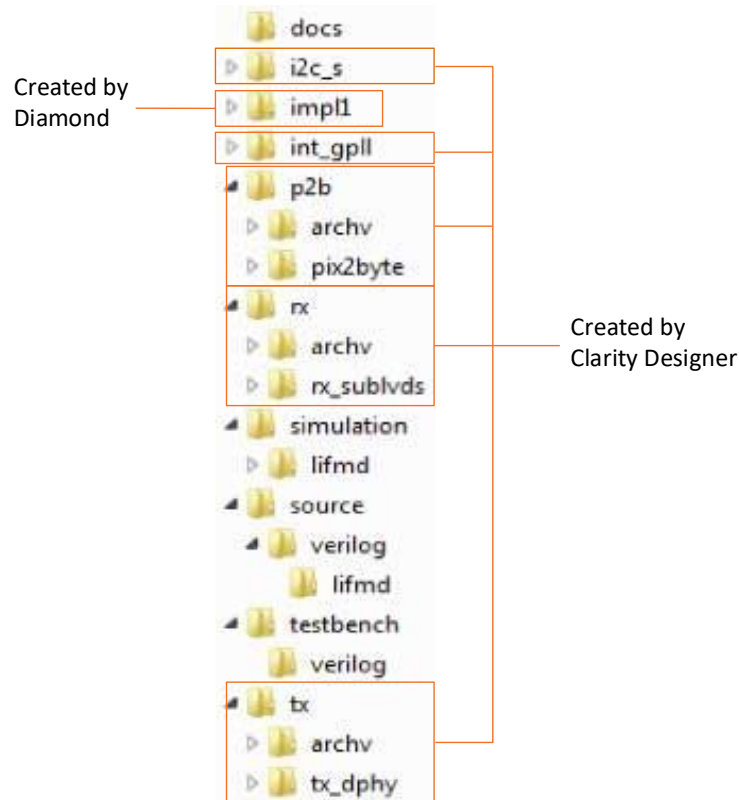 docs
i2c_s
Created by
Diamond
impl1
int_gpll
p2b
archv
pix2byte
rx
archv
rx_sublvds
Created by
Clarity Designer
simulation
lifmd
source
verilog
lifmd
testbench
verilog
tx
archv
tx_dphy